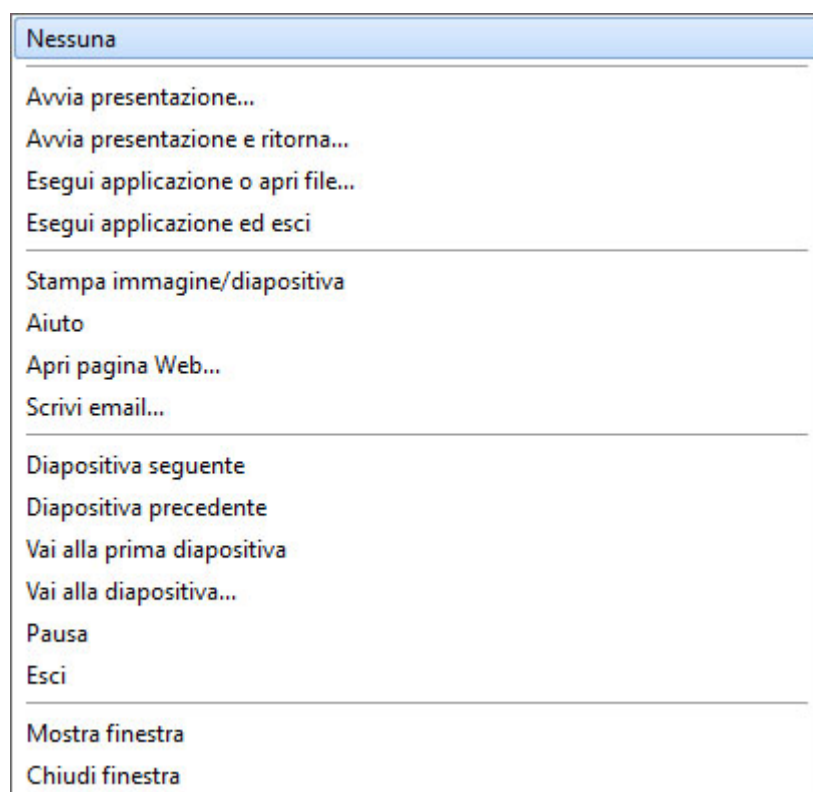 Nessuna
Avvia presentazione...
Avvia presentazione e ritorna...
Esegui applicazione o apri file...
Esegui applicazione ed esci
Stampa immagine/diapositiva
Aiuto
Apri pagina Web...
Scrivi email...
Diapositiva seguente
Diapositiva precedente
Vai alla prima diapositiva
Vai alla diapositiva...
Pausa
Esci
Mostra finestra
Chiudi finestra